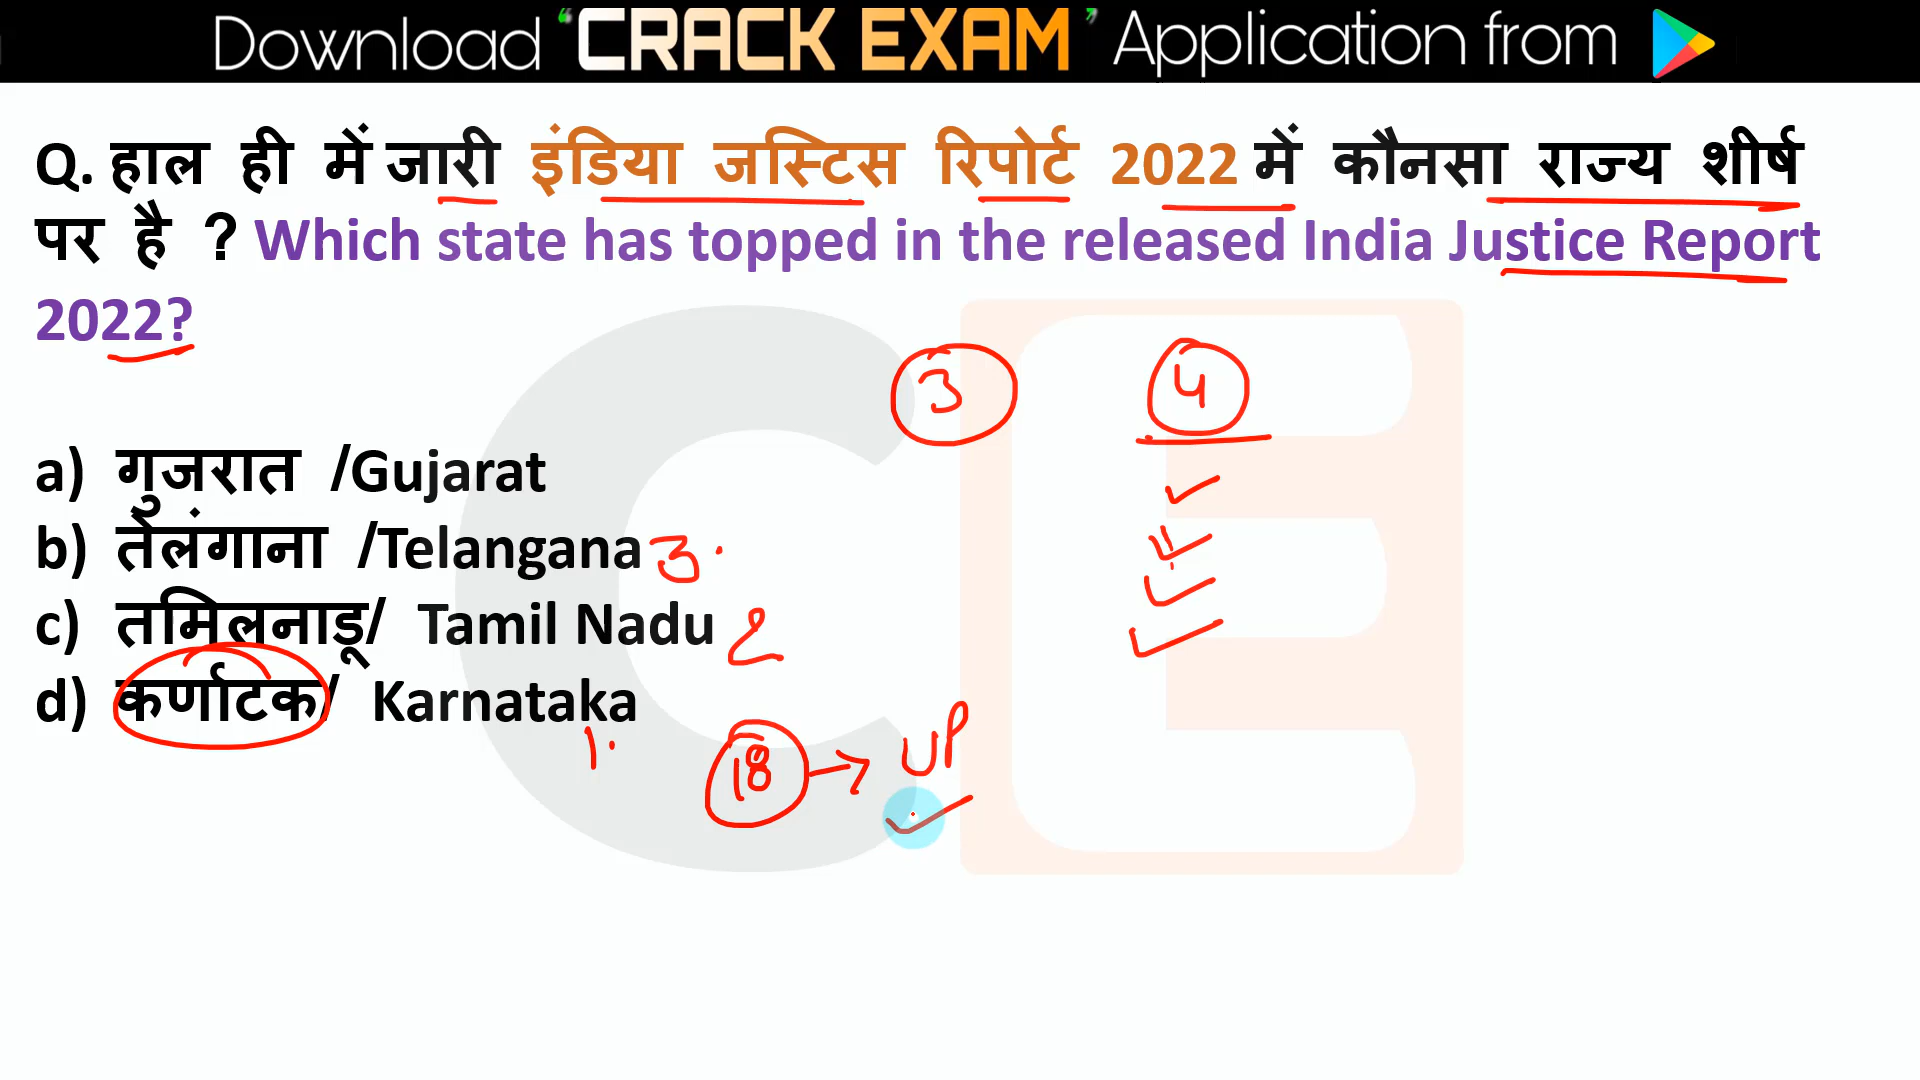 Download “CRACK EXAM” Application from
Q. हाल ही में जारी इंडिया जस्टिस रिपोर्ट 2022 में कौनसा राज्य शीर्ष
पर है ? Which state has topped in the released India Justice Report
2022?
3 4
a) गुजरात /Gujarat
b) तेलंगाना /Telangana 3.
c) तमिलनाडू/ Tamil Nadu 2
d) कर्णाटक/ Karnataka
1.
18 → UP
CE